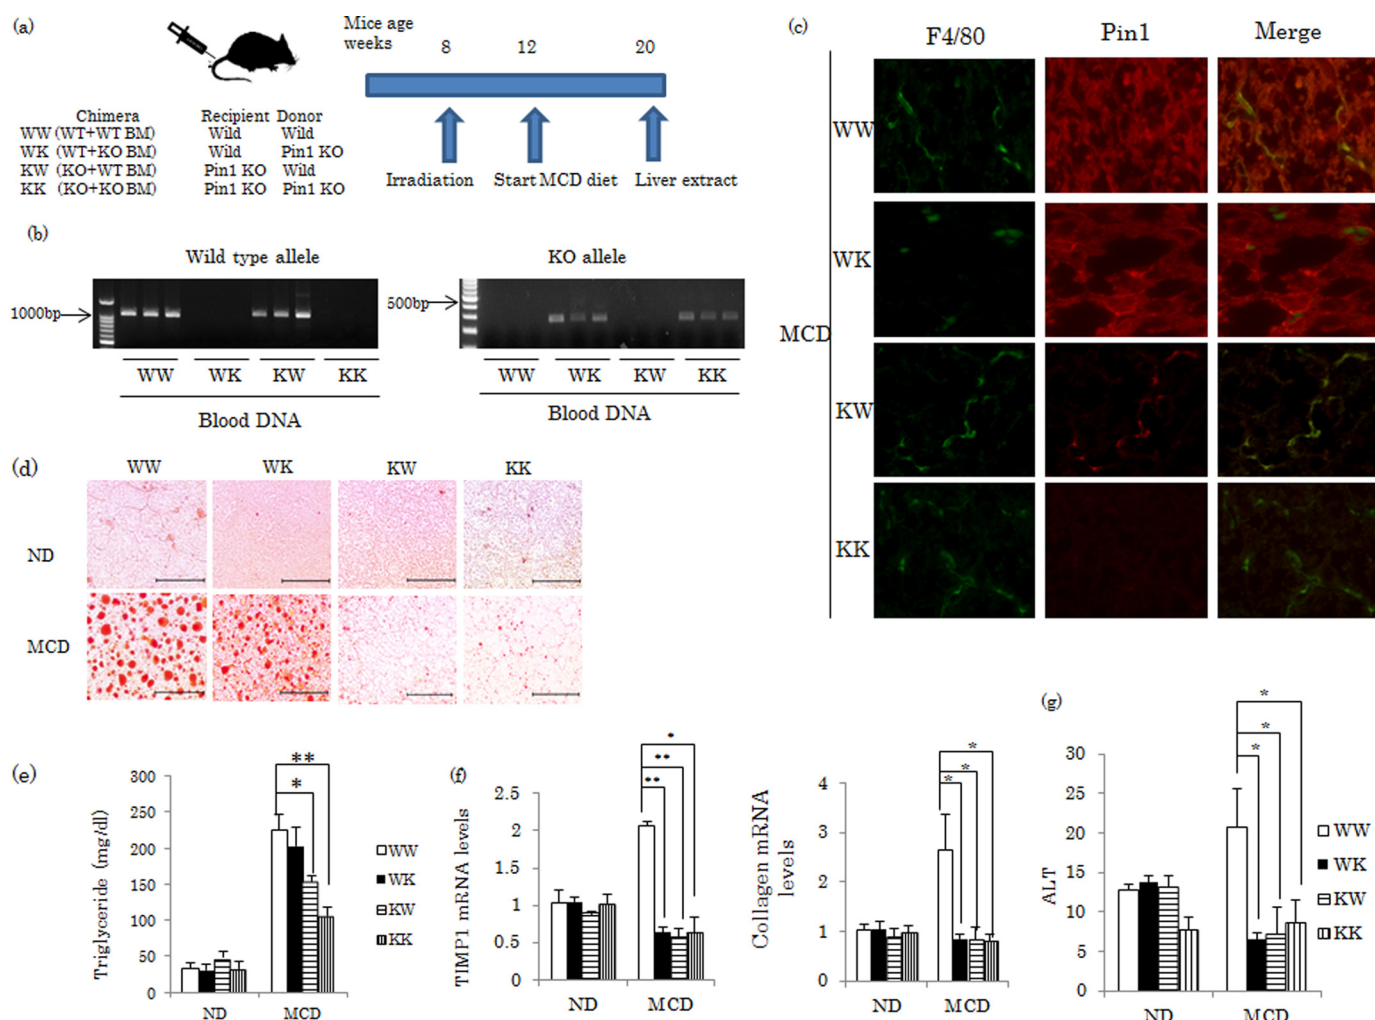 (a)
Mice age
weeks
8
12
20
Chimera
Recipient
Donor
WW (WT+WT BM)
Wild
Wild
WK (WT+KO BM)
Wild
Pin1 KO
KW (KO+WT BM)
Pin1 KO
Wild
KK (KO+KO BM)
Pin1 KO
Pin1 KO
Irradiation
Start MCD diet
Liver extract
(b)
Wild type allele
KO allele
1000bp
500bp
WW
WK
KW
KK
Blood DNA
WW
WK
KW
KK
Blood DNA
(c)
F4/80
Pin1
Merge
MCD
WW
WK
KW
KK
(d)
WW
WK
KW
KK
ND
MCD
(e)
Triglyceride (mg/dl)
300
250
200
150
100
50
0
**
*
ND
MCD
WW
WK
KW
KK
(f)
TIMP1 mRNA levels
2.5
2
1.5
1
0.5
0
*
**
**
ND
MCD
Collagen mRNA
levels
4
3
2
1
0
*
*
*
ND
MCD
(g)
ALT
30
25
20
15
10
5
0
*
*
*
ND
MCD
WW
WK
KW
KK